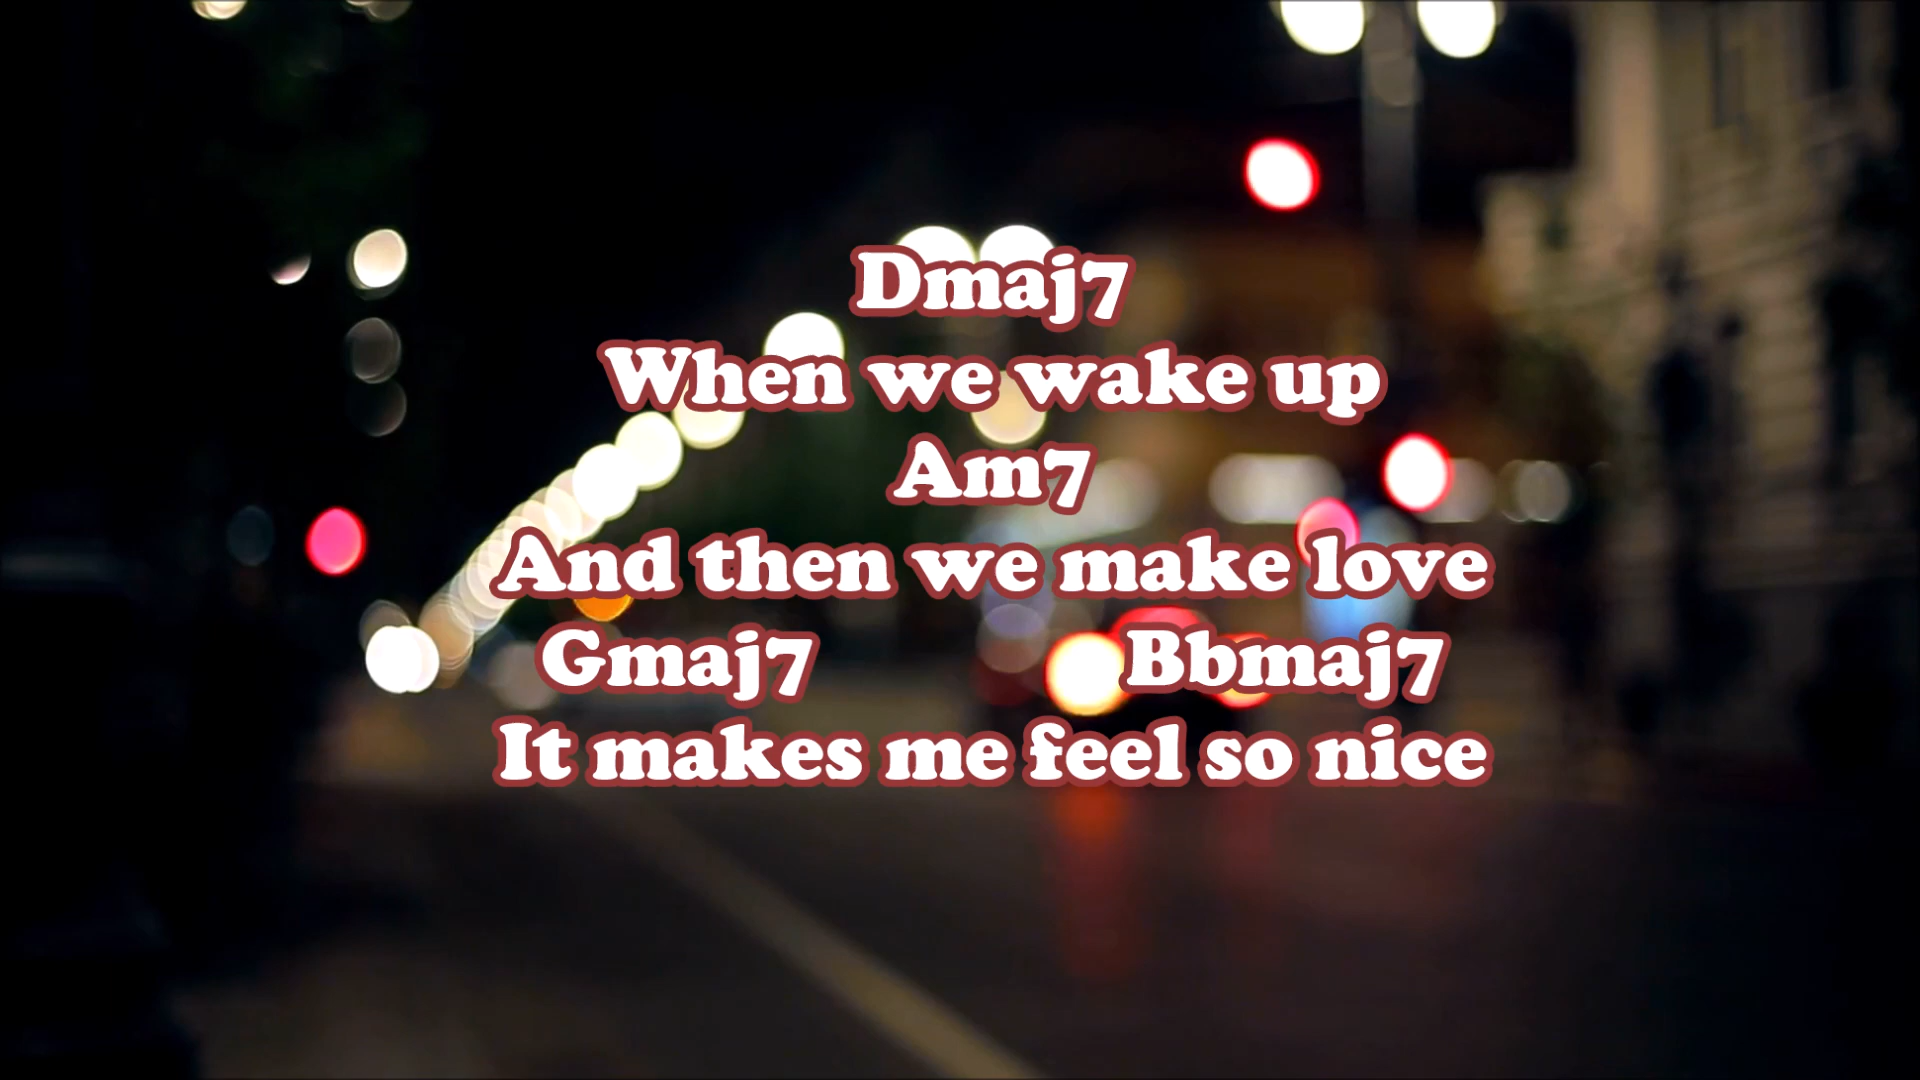 Dmaj7
When we wake up
Am7
And then we make love
Gmaj7 Bbmaj7
It makes me feel so nice